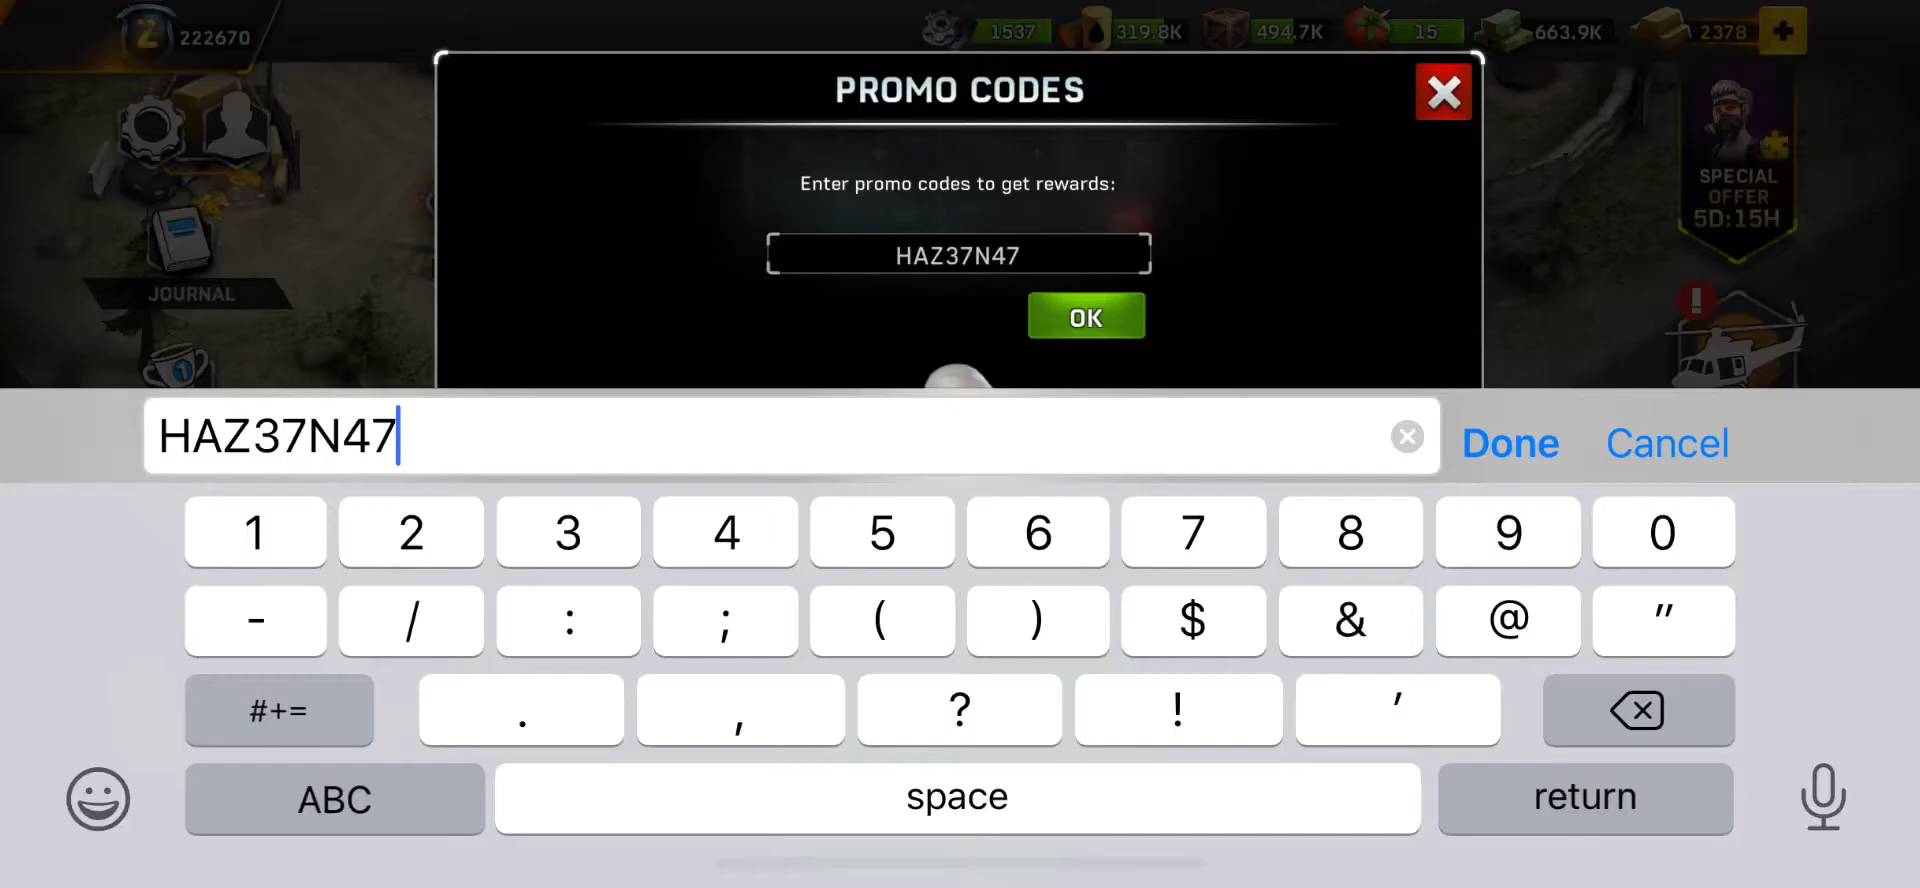 Z 222670
1537
319.8K
494.7K
15
663.9K
2378
+
PROMO CODES
Enter promo codes to get rewards:
HAZ37N47
OK
SPECIAL
OFFER
5D:15H
JOURNAL
1
!
HAZ37N47
Done
Cancel
1 2 3 4 5 6 7 8 9 0
- / : ; ( ) $ & @ "
#+= . , ? ! '
ABC space return